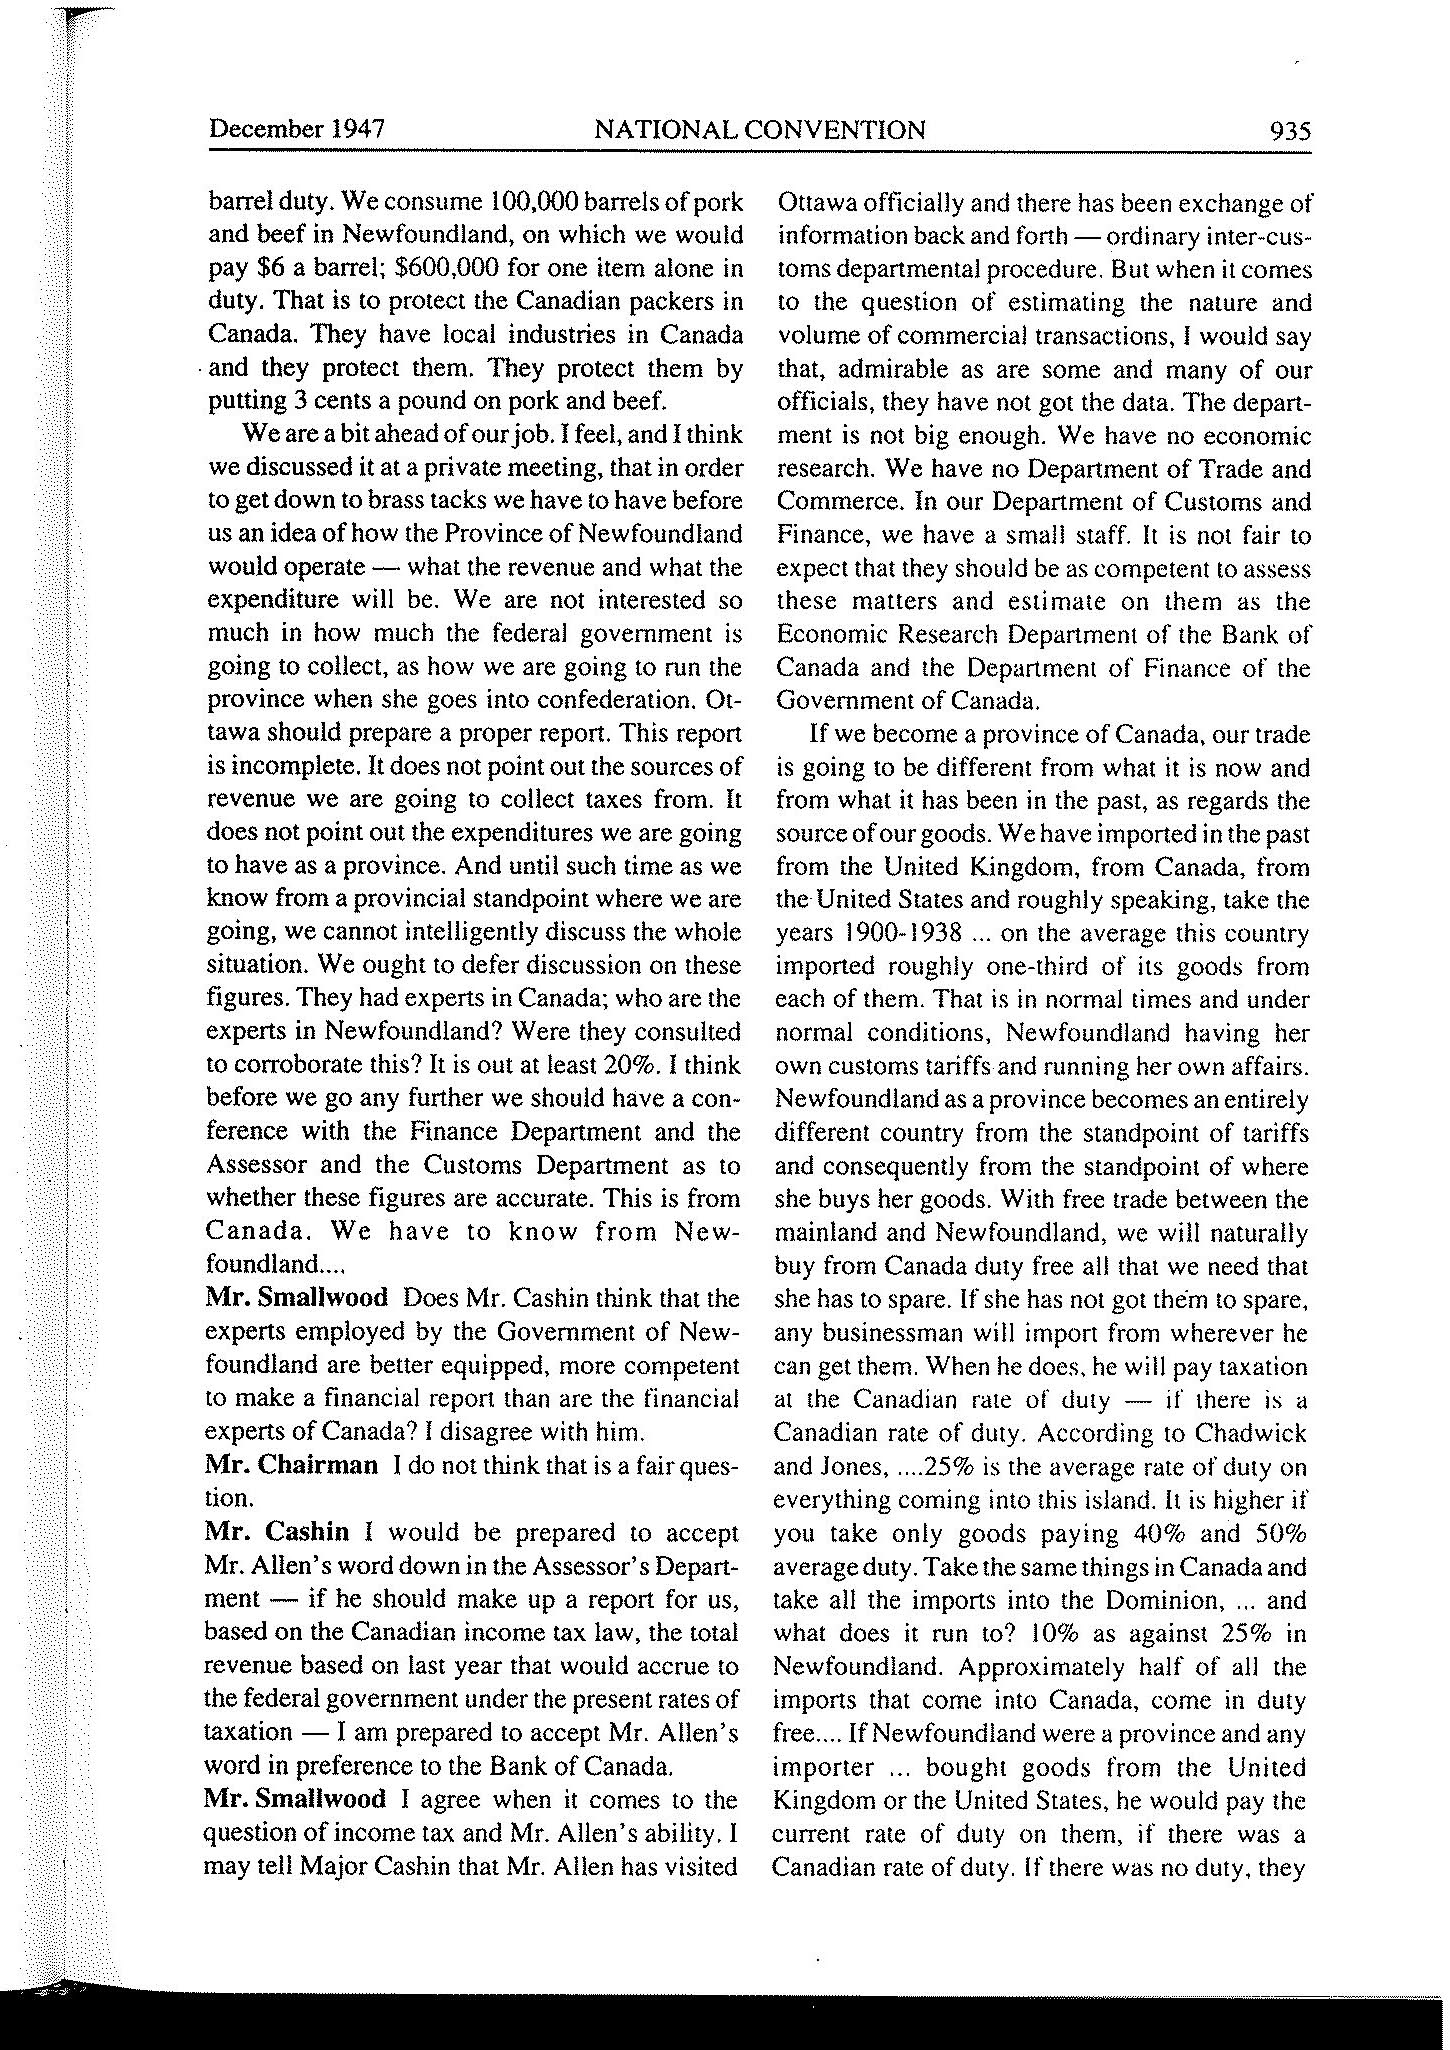 December 1947 NATIONAL CONVENTION 935
barrel duty. We consume 100,000 barrels of pork
and beef in Newfoundland, on which we would
pay $6 a barrel; $600,000 for one item alone in
duty. That is to protect the Canadian packers in
Canada. They have local industries in Canada
and they protect them. They protect them by
putting 3 cents a pound on pork and beef.
We are a bit ahead of our job. I feel, and I think
we discussed it at a private meeting, that in order
to get down to brass tacks we have to have before
us an idea of how the Province of Newfoundland
would operate — what the revenue and what the
expenditure will be. We are not interested so
much in how much the federal government is
going to collect, as how we are going to run the
province when she goes into confederation. Ot-
tawa should prepare a proper report. This report
is incomplete. It does not point out the sources of
revenue we are going to collect taxes from. It
does not point out the expenditures we are going
to have as a province. And until such time as we
know from a provincial standpoint where we are
going, we cannot intelligently discuss the whole
situation. We ought to defer discussion on these
figures. They had experts in Canada; who are the
experts in Newfoundland? Were they consulted
to corroborate this? It is out at least 20%. I think
before we go any further we should have a con-
ference with the Finance Department and the
Assessor and the Customs Department as to
whether these figures are accurate. This is from
Canada. We have to know from New-
foundland....
Mr. Smallwood Does Mr. Cashin think that the
experts employed by the Government of New-
foundland are better equipped, more competent
to make a financial report than are the financial
experts of Canada? I disagree with him.
Mr. Chairman I do not think that is a fair ques-
tion.
Mr. Cashin I would be prepared to accept
Mr. Allen's word down in the Assessor's Depart-
ment — if he should make up a report for us,
based on the Canadian income tax law, the total
revenue based on last year that would accrue to
the federal government under the present rates of
taxation — I am prepared to accept Mr. Allen's
word in preference to the Bank of Canada.
Mr. Smallwood I agree when it comes to the
question of income tax and Mr. Allen's ability. I
may tell Major Cashin that Mr. Allen has visited
Ottawa officially and there has been exchange of
information back and forth — ordinary inter-cus-
toms departmental procedure. But when it comes
to the question of estimating the nature and
volume of commercial transactions, I would say
that, admirable as are some and many of our
officials, they have not got the data. The depart-
ment is not big enough. We have no economic
research. We have no Department of Trade and
Commerce. In our Department of Customs and
Finance, we have a small staff. It is not fair to
expect that they should be as competent to assess
these matters and estimate on them as the
Economic Research Department of the Bank of
Canada and the Department of Finance of the
Government of Canada.
If we become a province of Canada, our trade
is going to be different from what it is now and
from what it has been in the past, as regards the
source of our goods. We have imported in the past
from the United Kingdom, from Canada, from
the United States and roughly speaking, take the
years 1900-1938 ... on the average this country
imported roughly one-third of its goods from
each of them. That is in normal times and under
normal conditions, Newfoundland having her
own customs tariffs and running her own affairs.
Newfoundland as a province becomes an entirely
different country from the standpoint of tariffs
and consequently from the standpoint of where
she buys her goods. With free trade between the
mainland and Newfoundland, we will naturally
buy from Canada duty free all that we need that
she has to spare. If she has not got them to spare,
any businessman will import from wherever he
can get them. When he does, he will pay taxation
at the Canadian rate of duty — if there is a
Canadian rate of duty. According to Chadwick
and Jones, ....25% is the average rate of duty on
everything coming into this island. It is higher if
you take only goods paying 40% and 50%
average duty. Take the same things in Canada and
take all the imports into the Dominion, ... and
what does it run to? 10% as against 25% in
Newfoundland. Approximately half of all the
imports that come into Canada, come in duty
free.... If Newfoundland were a province and any
importer ... bought goods from the United
Kingdom or the United States, he would pay the
current rate of duty on them, if there was a
Canadian rate of duty. If there was no duty, they